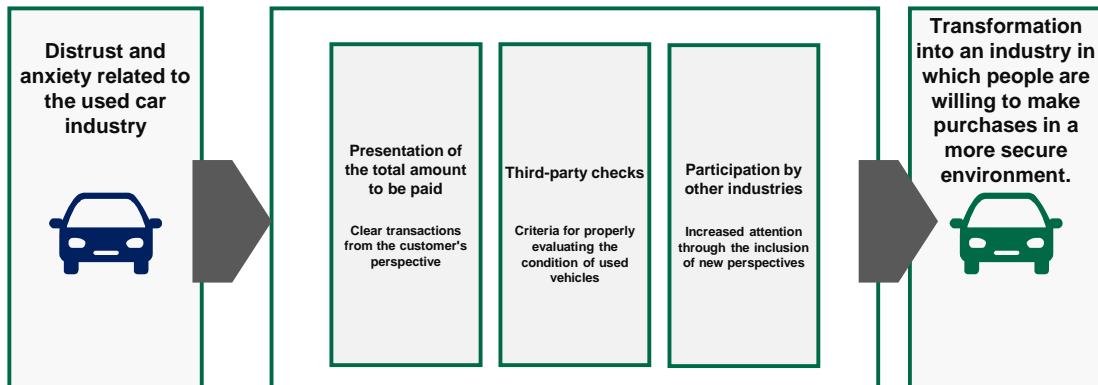 Distrust and
anxiety related to
the used car
industry
Presentation of
the total amount
to be paid
Clear transactions
from the customer's
perspective
Third-party checks
Criteria for properly
evaluating the
condition of used
vehicles
Participation by
other industries
Increased attention
through the inclusion
of new perspectives
Transformation
into an industry in
which people are
willing to make
purchases in a
more secure
environment.